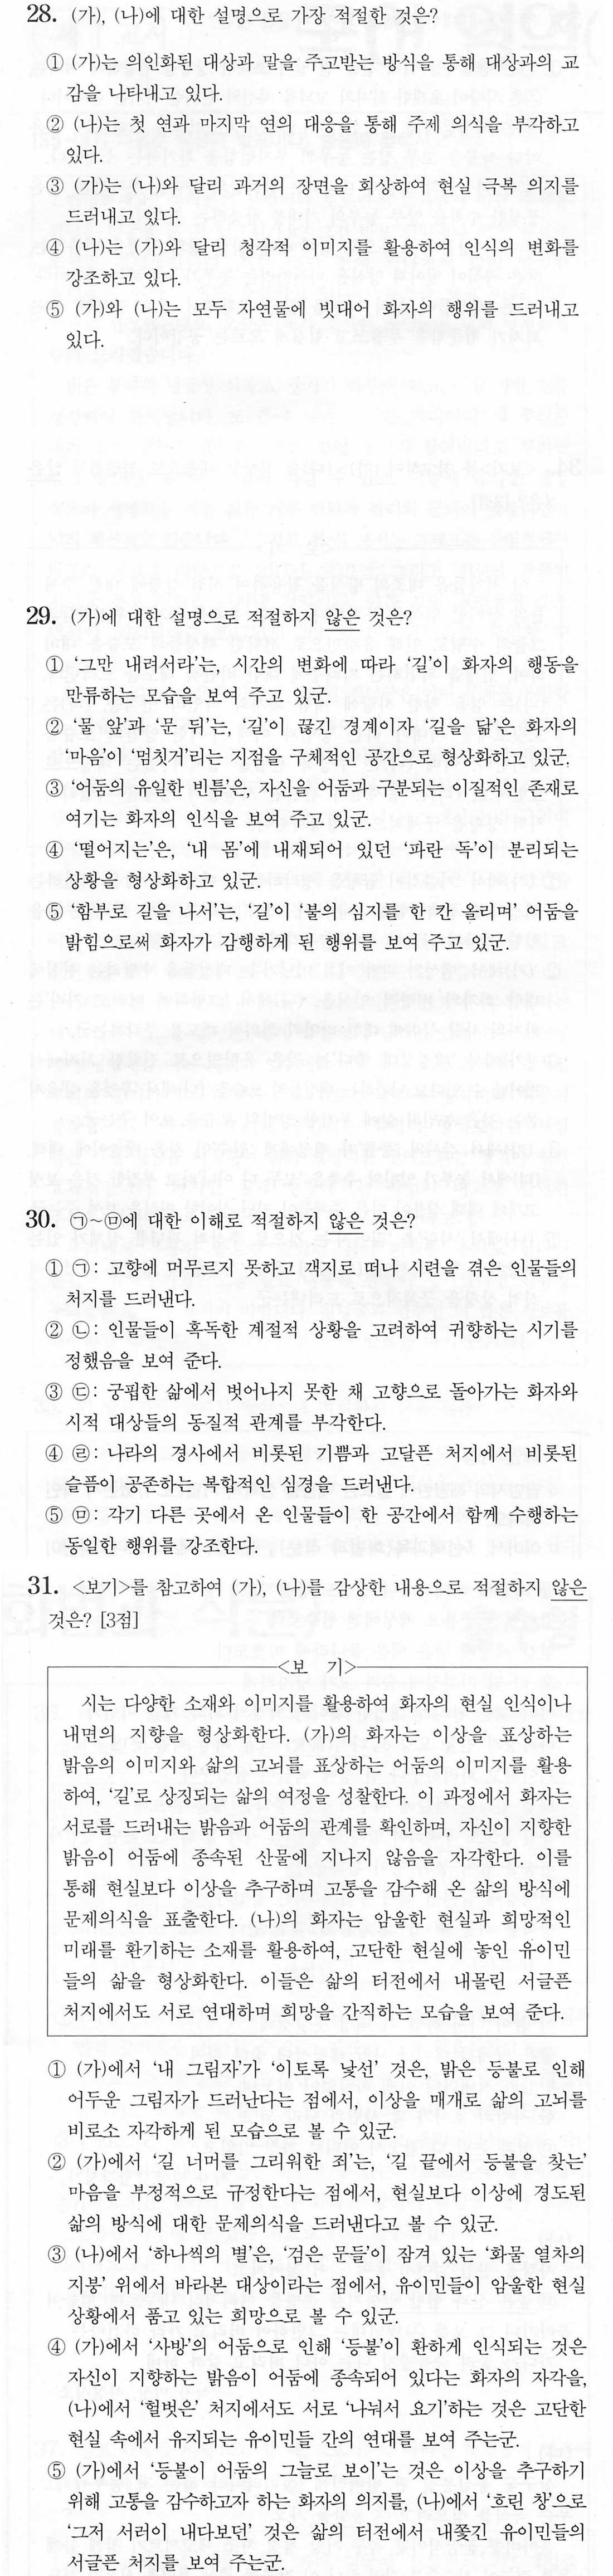 28. (가), (나)에 대한 설명으로 가장 적절한 것은?
① (가)는 의인화된 대상과 말을 주고받는 방식을 통해 대상과의 교
감을 나타내고 있다.
② (나)는 첫 연과 마지막 연의 대응을 통해 주제 의식을 부각하고
있다.
③ (가)는 (나)와 달리 과거의 장면을 회상하여 현실 극복 의지를
드러내고 있다.
④ (나)는 (가)와 달리 청각적 이미지를 활용하여 인식의 변화를
강조하고 있다.
⑤ (가)와 (나)는 모두 자연물에 빗대어 화자의 행위를 드러내고
있다.
29. (가)에 대한 설명으로 적절하지 않은 것은?
① ‘그만 내려서라’는, 시간의 변화에 따라 ‘길’이 화자의 행동을
만류하는 모습을 보여 주고 있군.
② ‘물 앞’과 ‘문 뒤’는, ‘길’이 끊긴 경계이자 ‘길을 닮’은 화자의
‘마음’이 ‘멈칫거’리는 지점을 구체적인 공간으로 형상화하고 있군.
③ ‘어둠의 유일한 빈틈’은, 자신을 어둠과 구분되는 이질적인 존재로
여기는 화자의 인식을 보여 주고 있군.
④ ‘떨어지는’은, ‘내 몸’에 내재되어 있던 ‘파란 독’이 분리되는
상황을 형상화하고 있군.
⑤ ‘함부로 길을 나서’는, ‘길’이 ‘불의 심지를 한 칸 올리며’ 어둠을
밝힘으로써 화자가 감행하게 된 행위를 보여 주고 있군.
30. ㉠~㉤에 대한 이해로 적절하지 않은 것은?
① ㉠: 고향에 머무르지 못하고 객지로 떠나 시련을 겪은 인물들의
처지를 드러낸다.
② ㉡: 인물들이 혹독한 계절적 상황을 고려하여 귀향하는 시기를
정했음을 보여 준다.
③ ㉢: 궁핍한 삶에서 벗어나지 못한 채 고향으로 돌아가는 화자와
시적 대상들의 동질적 관계를 부각한다.
④ ㉣: 나라의 경사에서 비롯된 기쁨과 고달픈 처지에서 비롯된
슬픔이 공존하는 복합적인 심경을 드러낸다.
⑤ ㉤: 각기 다른 곳에서 온 인물들이 한 공간에서 함께 수행하는
동일한 행위를 강조한다.
31. <보기>를 참고하여 (가), (나)를 감상한 내용으로 적절하지 않은
것은? [3점]
<보 기>
시는 다양한 소재와 이미지를 활용하여 화자의 현실 인식이나
내면의 지향을 형상화한다. (가)의 화자는 이상을 표상하는
밝음의 이미지와 삶의 고뇌를 표상하는 어둠의 이미지를 활용
하여, ‘길’로 상징되는 삶의 여정을 성찰한다. 이 과정에서 화자는
서로를 드러내는 밝음과 어둠의 관계를 확인하며, 자신이 지향한
밝음이 어둠에 종속된 산물에 지나지 않음을 자각한다. 이를
통해 현실보다 이상을 추구하며 고통을 감수해 온 삶의 방식에
문제의식을 표출한다. (나)의 화자는 암울한 현실과 희망적인
미래를 환기하는 소재를 활용하여, 고단한 현실에 놓인 유이민
들의 삶을 형상화한다. 이들은 삶의 터전에서 내몰린 서글픈
처지에서도 서로 연대하며 희망을 간직하는 모습을 보여 준다.
① (가)에서 ‘내 그림자’가 ‘이토록 낯선’ 것은, 밝은 등불로 인해
어두운 그림자가 드러난다는 점에서, 이상을 매개로 삶의 고뇌를
비로소 자각하게 된 모습으로 볼 수 있군.
② (가)에서 ‘길 너머를 그리워한 죄’는, ‘길 끝에서 등불을 찾는’
마음을 부정적으로 규정한다는 점에서, 현실보다 이상에 경도된
삶의 방식에 대한 문제의식을 드러낸다고 볼 수 있군.
③ (나)에서 ‘하나씩의 별’은, ‘검은 문들’이 잠겨 있는 ‘화물 열차의
지붕’ 위에서 바라본 대상이라는 점에서, 유이민들이 암울한 현실
상황에서 품고 있는 희망으로 볼 수 있군.
④ (가)에서 ‘사방’의 어둠으로 인해 ‘등불’이 환하게 인식되는 것은
자신이 지향하는 밝음이 어둠에 종속되어 있다는 화자의 자각을,
(나)에서 ‘헐벗은’ 처지에서도 서로 ‘나눠서 요기’하는 것은 고단한
현실 속에서 유지되는 유이민들 간의 연대를 보여 주는군.
⑤ (가)에서 ‘등불이 어둠의 그늘로 보이’는 것은 이상을 추구하기
위해 고통을 감수하고자 하는 화자의 의지를, (나)에서 ‘흐린 창’으로
‘그저 서러이 내다보던’ 것은 삶의 터전에서 내쫓긴 유이민들의
서글픈 처지를 보여 주는군.